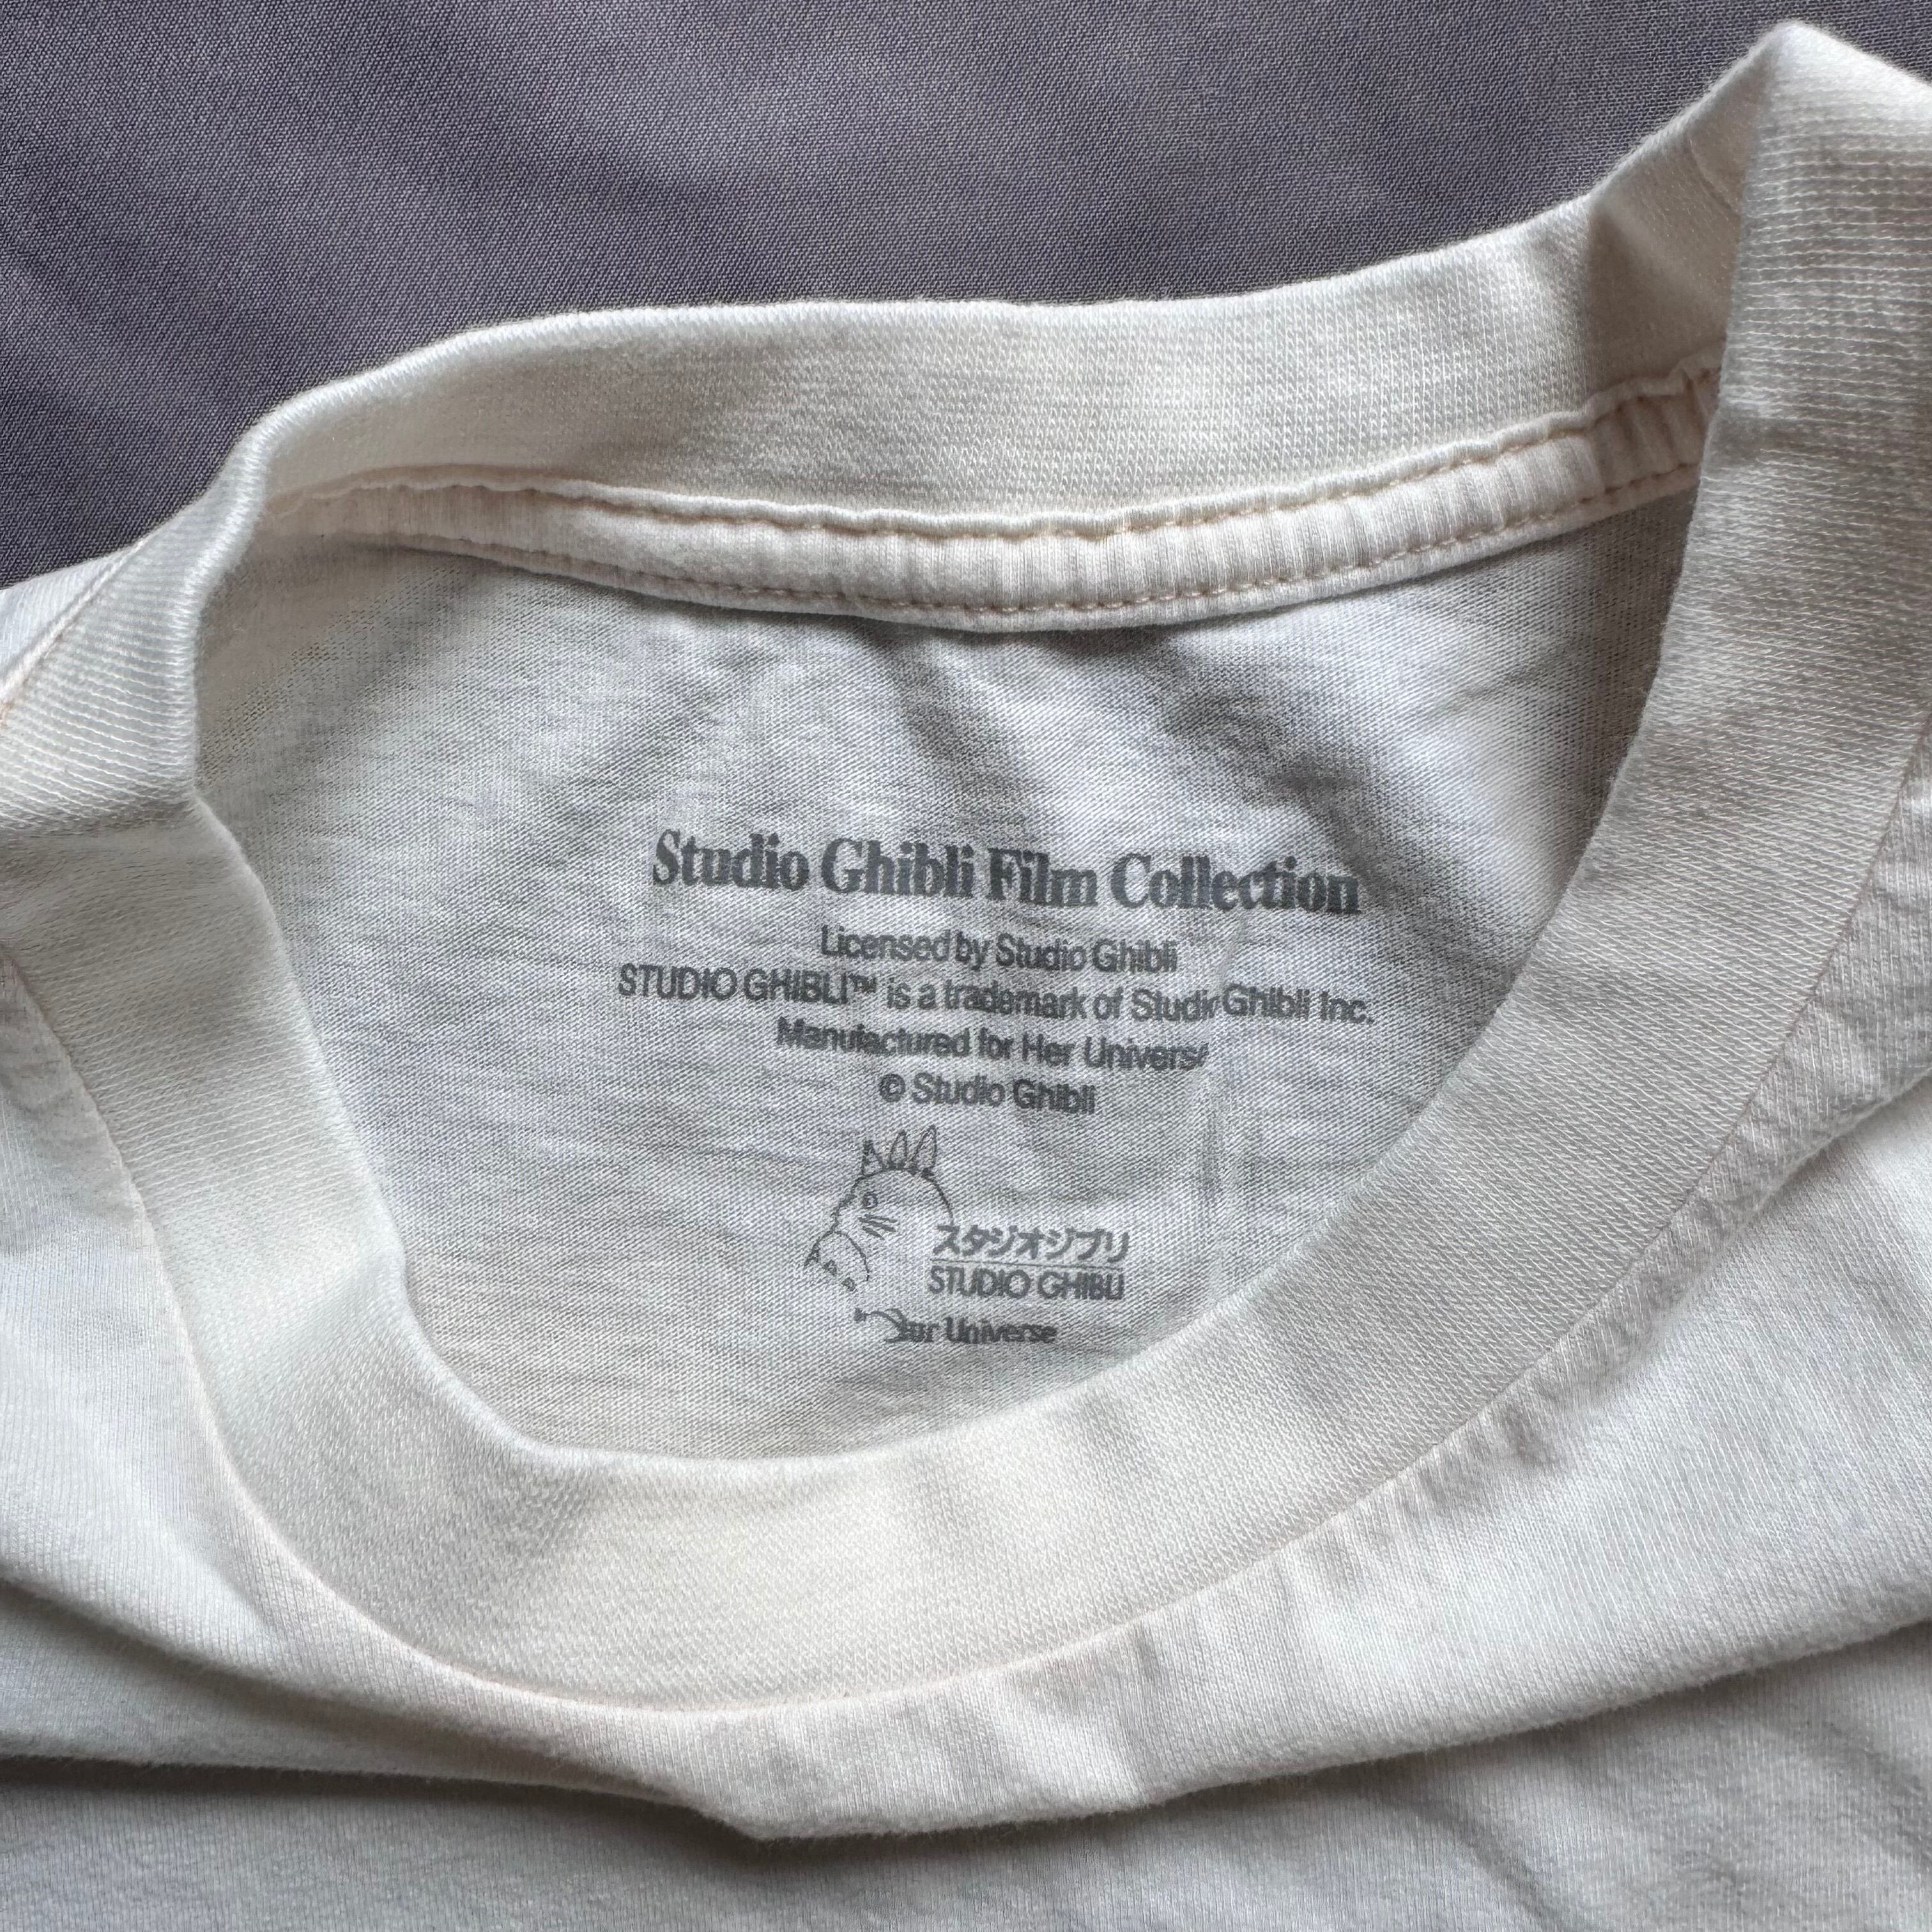 Studio Ghibli Film Collection
Licensed by Studio Ghibli
STUDIO GHIBLI™ is a trademark of Studio Ghibli Inc.
Manufactured for Her Universe
© Studio Ghibli
スタジオジブリ
STUDIO GHIBLI
Her Universe